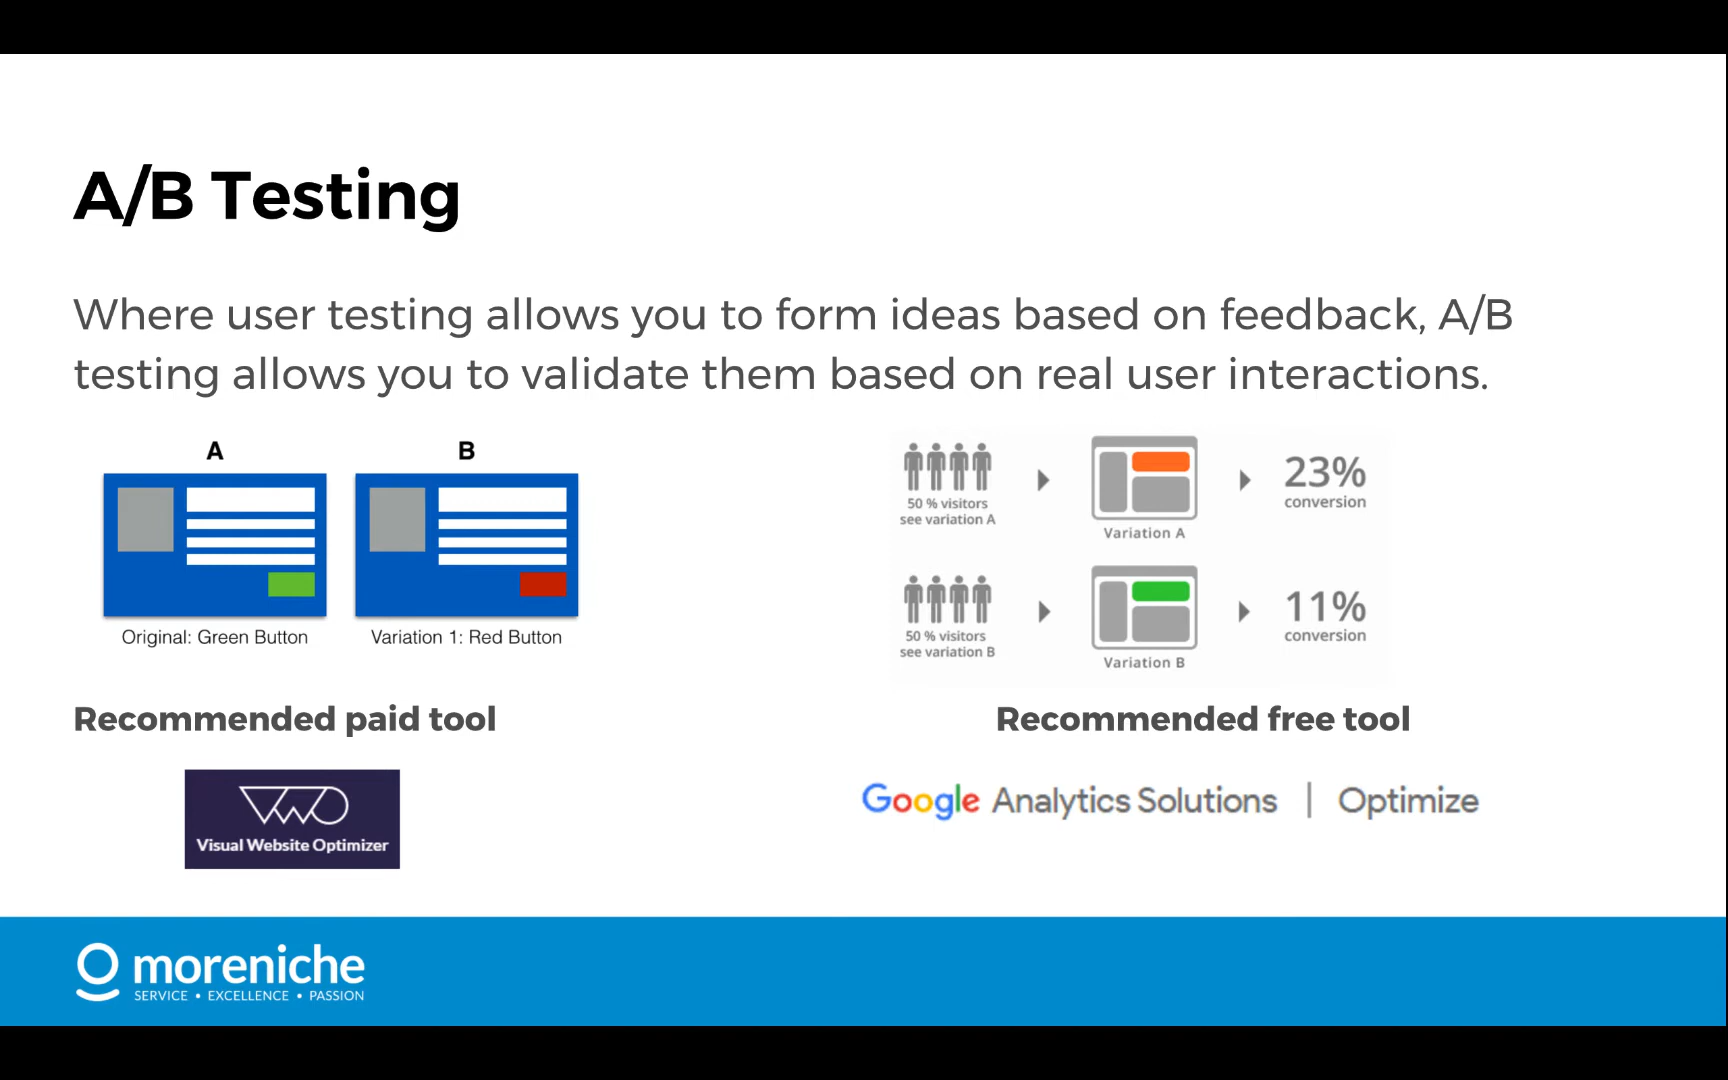 A/B Testing
Where user testing allows you to form ideas based on feedback, A/B
testing allows you to validate them based on real user interactions.
A
B
Original: Green Button
Variation 1: Red Button
50 % visitors
see variation A
Variation A
23%
conversion
50 % visitors
see variation B
Variation B
11%
conversion
Recommended paid tool
VWO
Visual Website Optimizer
Recommended free tool
Google Analytics Solutions | Optimize
moreniche
SERVICE • EXCELLENCE • PASSION